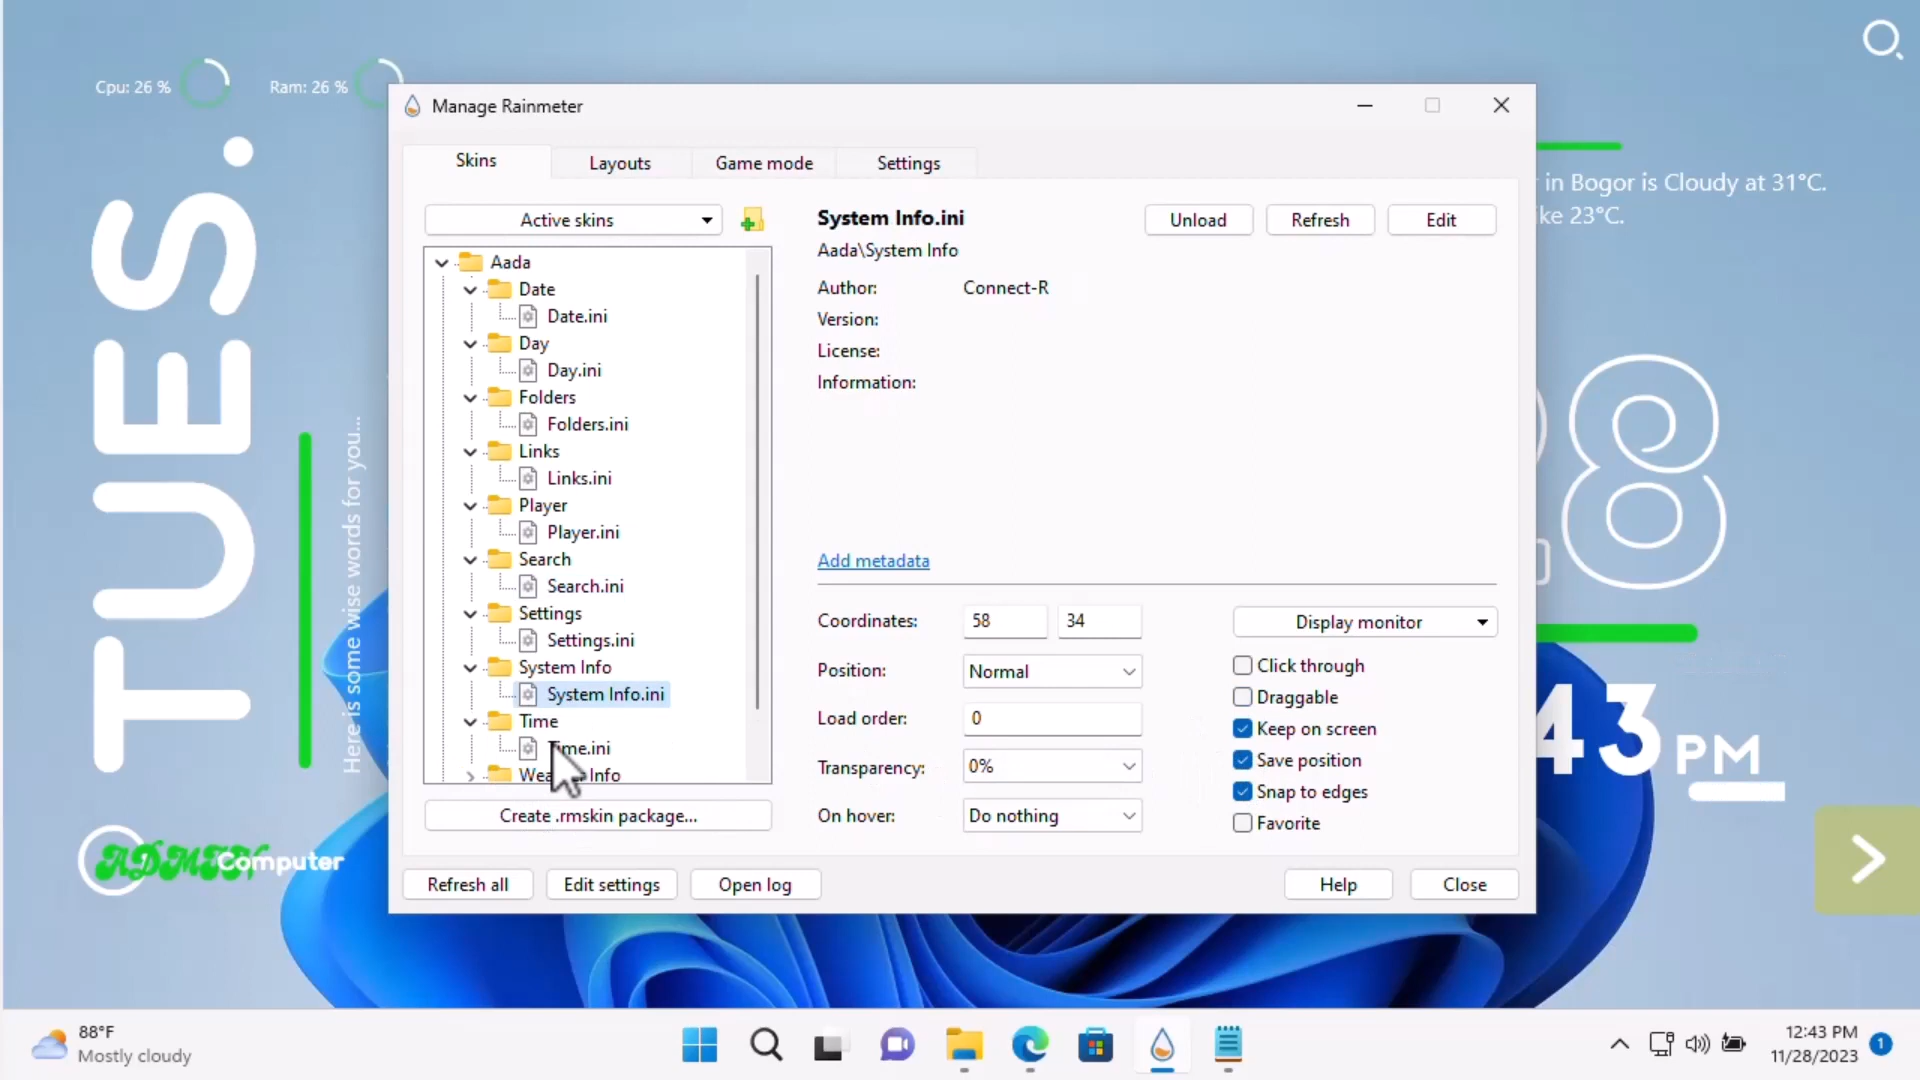 Cpu: 26 %
Ram: 26 %
TUES.
Here is some wise words for you...
Manage Rainmeter
Skins
Layouts
Game mode
Settings
Active skins
Aada
Date
Date.ini
Day
Day.ini
Folders
Folders.ini
Links
Links.ini
Player
Player.ini
Search
Search.ini
Settings
Settings.ini
System Info
System Info.ini
Time
Time.ini
Info
Create .rmskin package...
System Info.ini
Unload
Refresh
Edit
Aada\System Info
Author: Connect-R
Version:
License:
Information:
Add metadata
Coordinates: 58 34
Display monitor
Position: Normal
Load order: 0
Transparency: 0%
On hover: Do nothing
Click through
Draggable
Keep on screen
Save position
Snap to edges
Favorite
Refresh all
Edit settings
Open log
Help
Close
in Bogor is Cloudy at 31°C.
ke 23°C.
8
43 PM
ADMIN Computer
88°F
Mostly cloudy
12:43 PM
11/28/2023
1